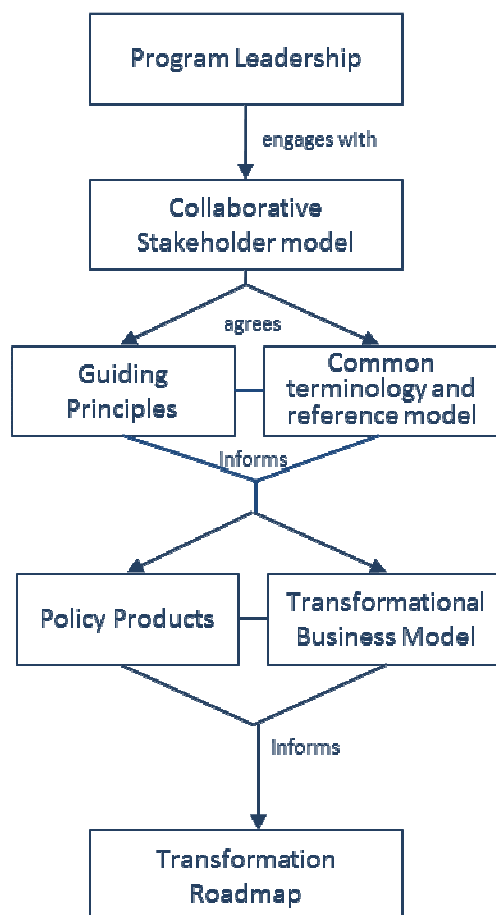 Program Leadership
engages with
Collaborative
Stakeholder model
agrees
Guiding
Principles
Common
terminology and
reference model
Informs
Policy Products
Transformational
Business Model
Informs
Transformation
Roadmap